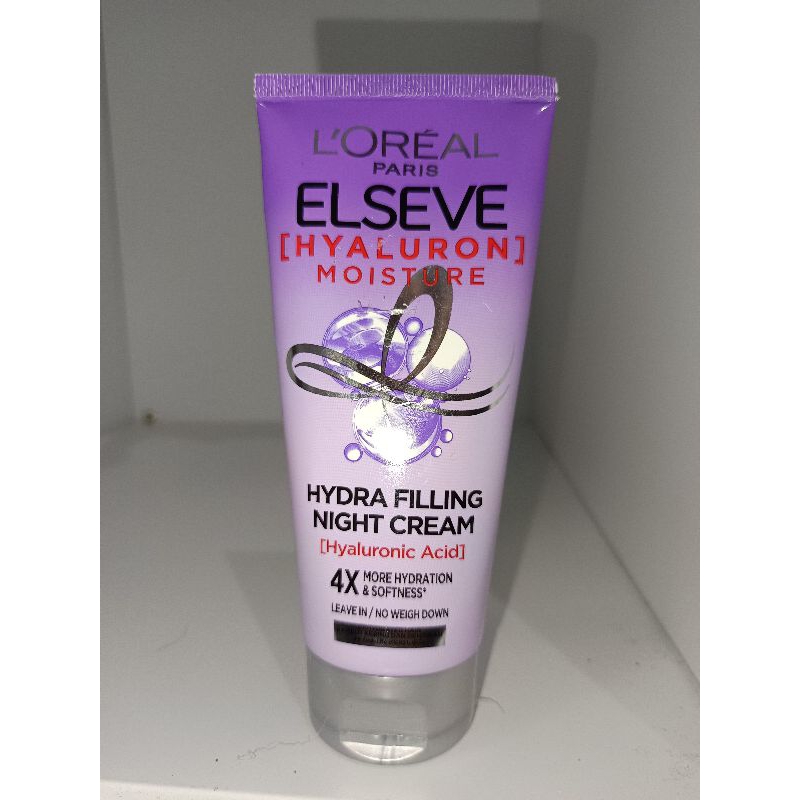 L'ORÉAL
PARIS
ELSEVE
[HYALURON]
MOISTURE
HYDRA FILLING
NIGHT CREAM
[Hyaluronic Acid]
4X MORE HYDRATION
& SOFTNESS*
LEAVE IN / NO WEIGH DOWN